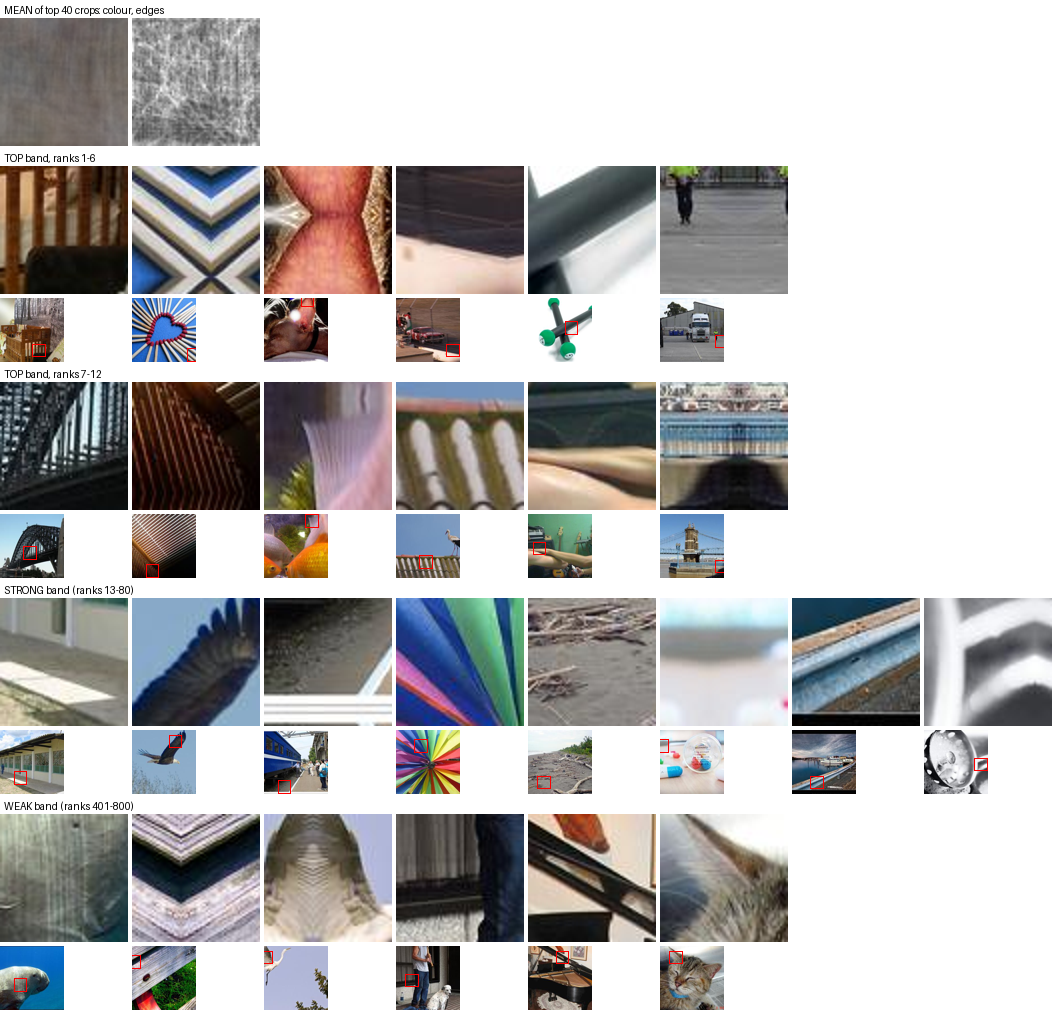 MEAN of top 40 crops: colour, edges
TOP band, ranks 1-6
TOP band, ranks 7-12
STRONG band (ranks 13-80)
WEAK band (ranks 401-800)